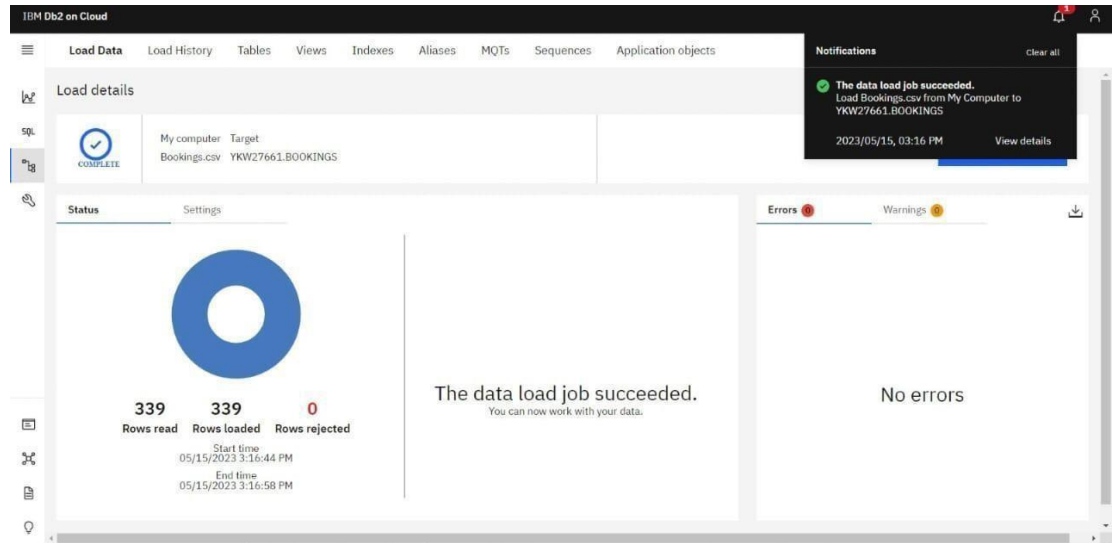 IBM Db2 on Cloud
1
Load Data Load History Tables Views Indexes Aliases MQTs Sequences Application objects
Notifications Clear all
The data load job succeeded.
Load Bookings.csv from My Computer to
YKW27661.BOOKINGS
2023/05/15, 03:16 PM View details
SQL
Load details
COMPLETE
My computer Target
Bookings.csv YKW27661.BOOKINGS
Status Settings
339 339 0
Rows read Rows loaded Rows rejected
Start time
05/15/2023 3:16:44 PM
End time
05/15/2023 3:16:58 PM
The data load job succeeded.
You can now work with your data.
Errors 0 Warnings 0
No errors